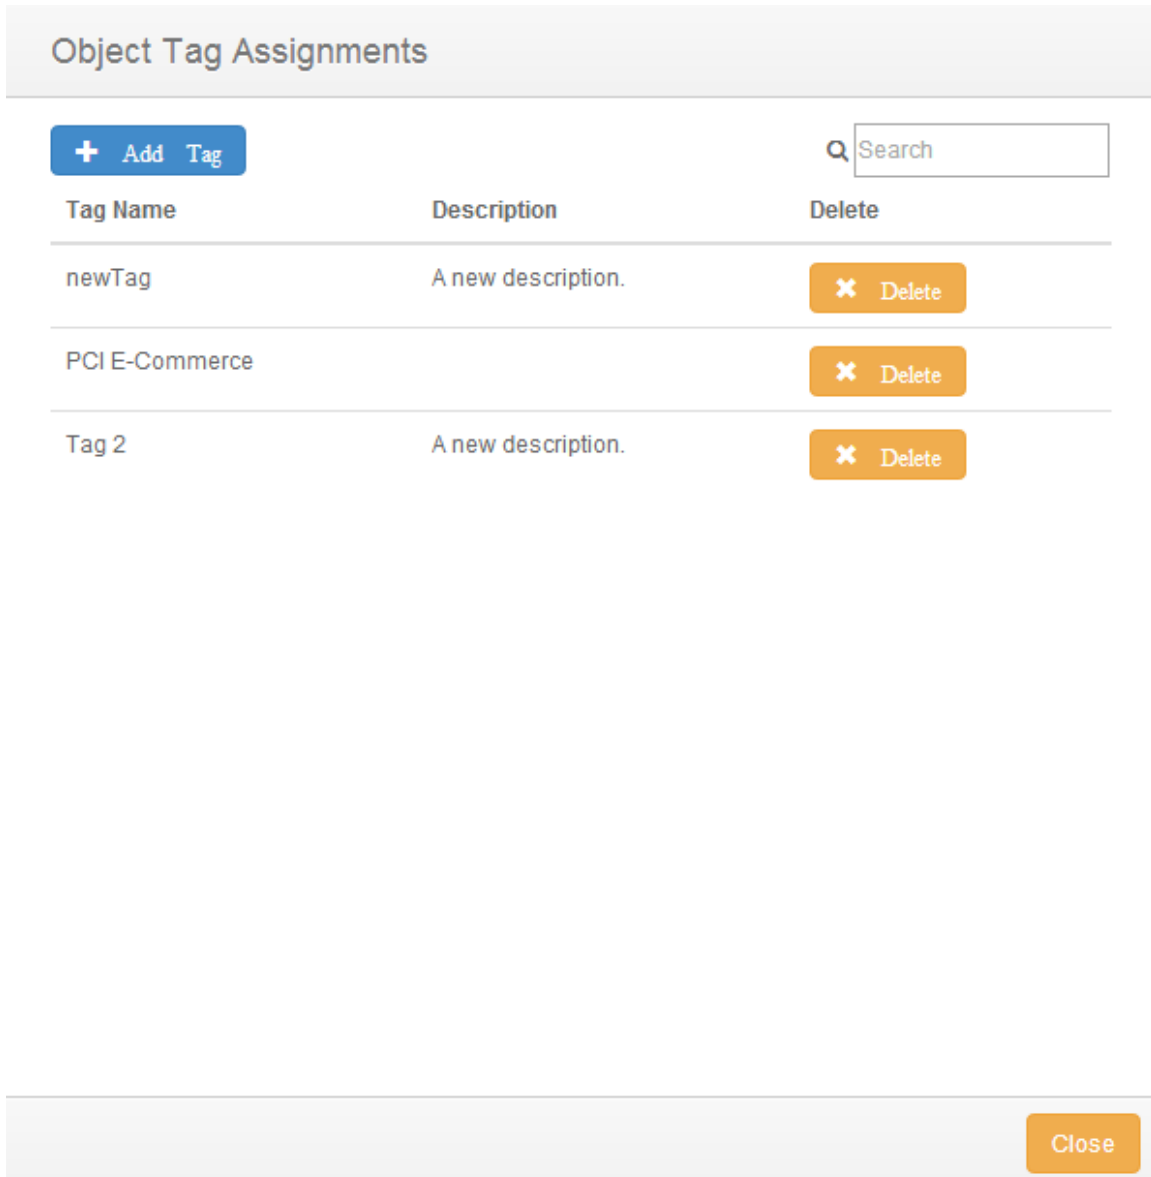 Object Tag Assignments
Add Tag
Search
Tag Name Description Delete
newTag A new description. Delete
PCI E-Commerce Delete
Tag 2 A new description. Delete
Close